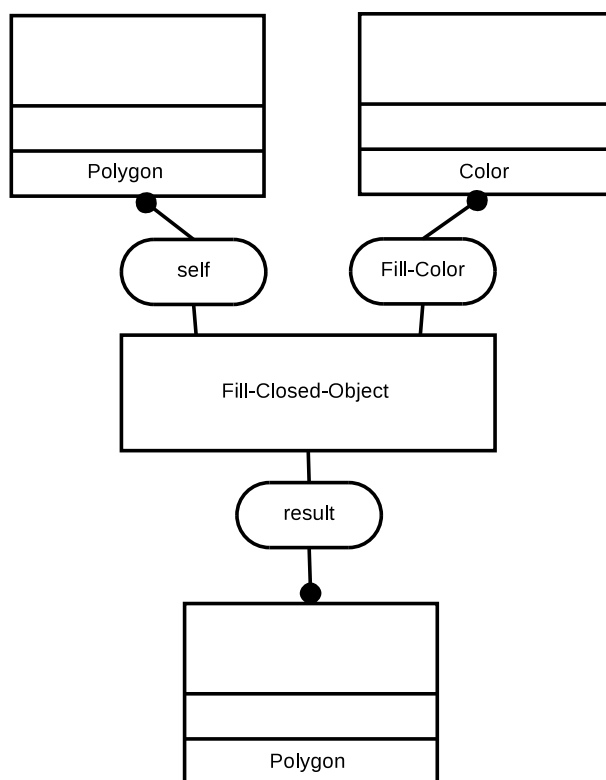 Polygon
Color
self
Fill-Color
Fill-Closed-Object
result
Polygon